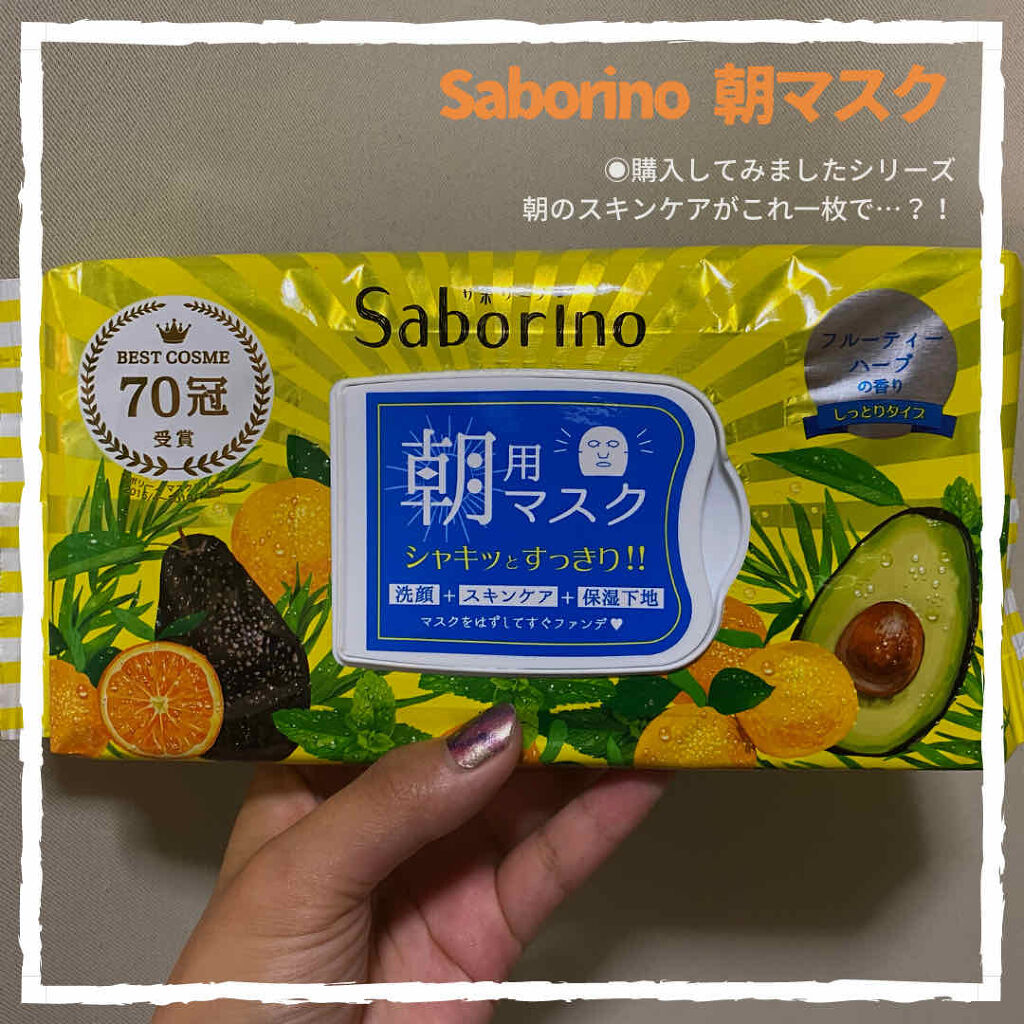 Saborino 朝マスク
◉購入してみましたシリーズ
朝のスキンケアがこれ一枚で…？！
サボリーノ
Saborino
BEST COSME
70冠
受賞
フルーティー
ハーブ
の香り
しっとりタイプ
朝用
マスク
シャキッとすっきり!!
洗顔+スキンケア+保湿下地
マスクをはずしてすぐファンデ♥